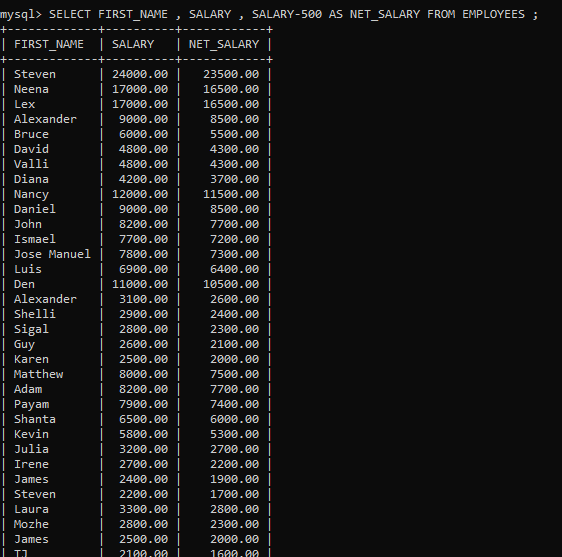 mysql> SELECT FIRST_NAME , SALARY , SALARY-500 AS NET_SALARY FROM EMPLOYEES ;
+-------------+----------+------------+
| FIRST_NAME | SALARY | NET_SALARY |
+-------------+----------+------------+
| Steven | 24000.00 | 23500.00 |
| Neena | 17000.00 | 16500.00 |
| Lex | 17000.00 | 16500.00 |
| Alexander | 9000.00 | 8500.00 |
| Bruce | 6000.00 | 5500.00 |
| David | 4800.00 | 4300.00 |
| Valli | 4800.00 | 4300.00 |
| Diana | 4200.00 | 3700.00 |
| Nancy | 12000.00 | 11500.00 |
| Daniel | 9000.00 | 8500.00 |
| John | 8200.00 | 7700.00 |
| Ismael | 7700.00 | 7200.00 |
| Jose Manuel | 7800.00 | 7300.00 |
| Luis | 6900.00 | 6400.00 |
| Den | 11000.00 | 10500.00 |
| Alexander | 3100.00 | 2600.00 |
| Shelli | 2900.00 | 2400.00 |
| Sigal | 2800.00 | 2300.00 |
| Guy | 2600.00 | 2100.00 |
| Karen | 2500.00 | 2000.00 |
| Matthew | 8000.00 | 7500.00 |
| Adam | 8200.00 | 7700.00 |
| Payam | 7900.00 | 7400.00 |
| Shanta | 6500.00 | 6000.00 |
| Kevin | 5800.00 | 5300.00 |
| Julia | 3200.00 | 2700.00 |
| Irene | 2700.00 | 2200.00 |
| James | 2400.00 | 1900.00 |
| Steven | 2200.00 | 1700.00 |
| Laura | 3300.00 | 2800.00 |
| Mozhe | 2800.00 | 2300.00 |
| James | 2500.00 | 2000.00 |
| TJ | 2100.00 | 1600.00 |